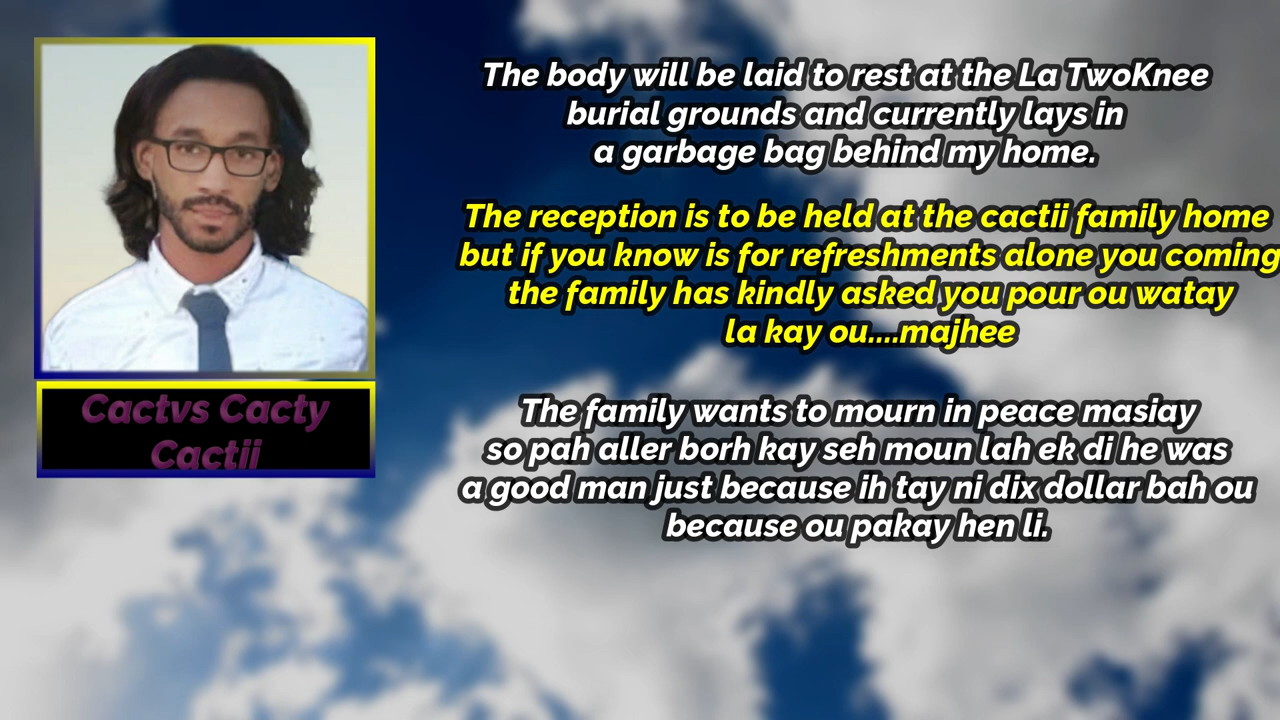 The body will be laid to rest at the La TwoKnee
burial grounds and currently lays in
a garbage bag behind my home.
The reception is to be held at the cactii family home
but if you know is for refreshments alone you coming
the family has kindly asked you pour ou watay
la kay ou....majhee
The family wants to mourn in peace masiay
so pah aller borh kay seh moun lah ek di he was
a good man just because ih tay ni dix dollar bah ou
because ou pakay hen li.
Cactvs Cacty
Cactii